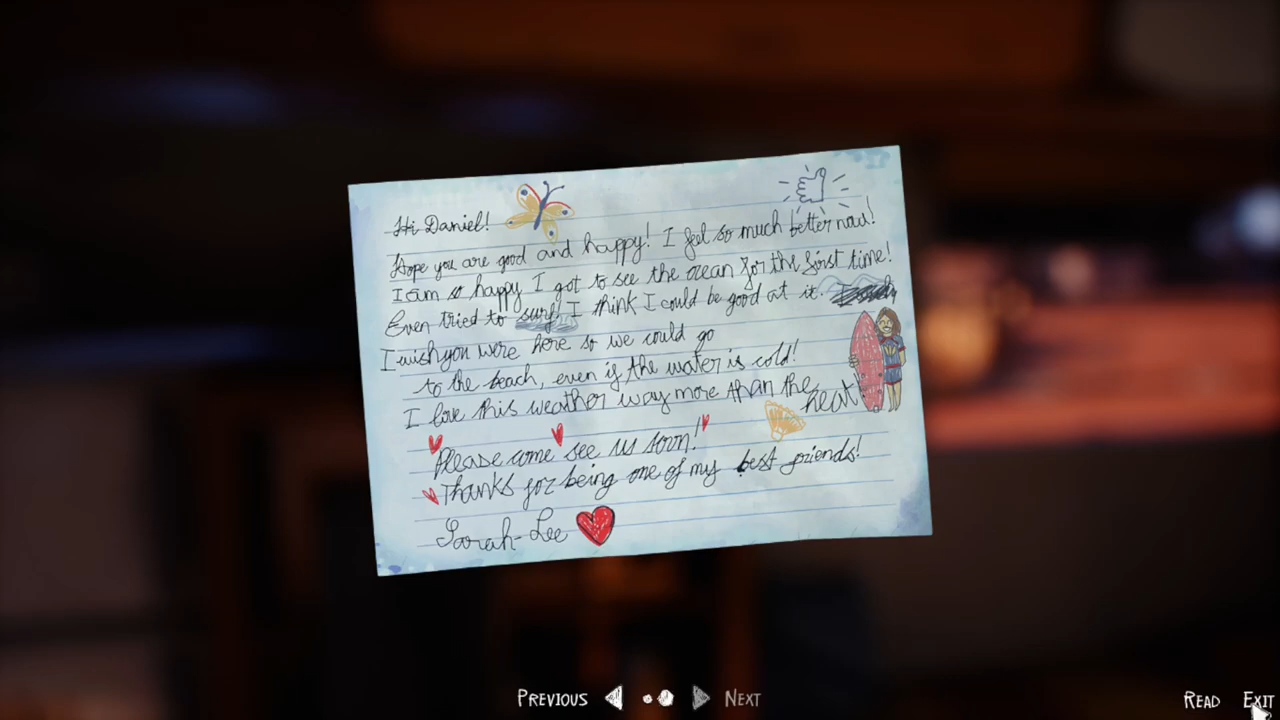 Hi Daniel!
Hope you are good and happy! I feel so much better now!
I am so happy I got to see the ocean for the first time!
Even tried to surf, I think I could be good at it.
I wish you were here so we could go
to the beach, even if the water is cold!
I love this weather way more than the heat!
Please come see us soon!
Thanks for being one of my best friends!
Sarah-Lee
PREVIOUS NEXT READ EXIT